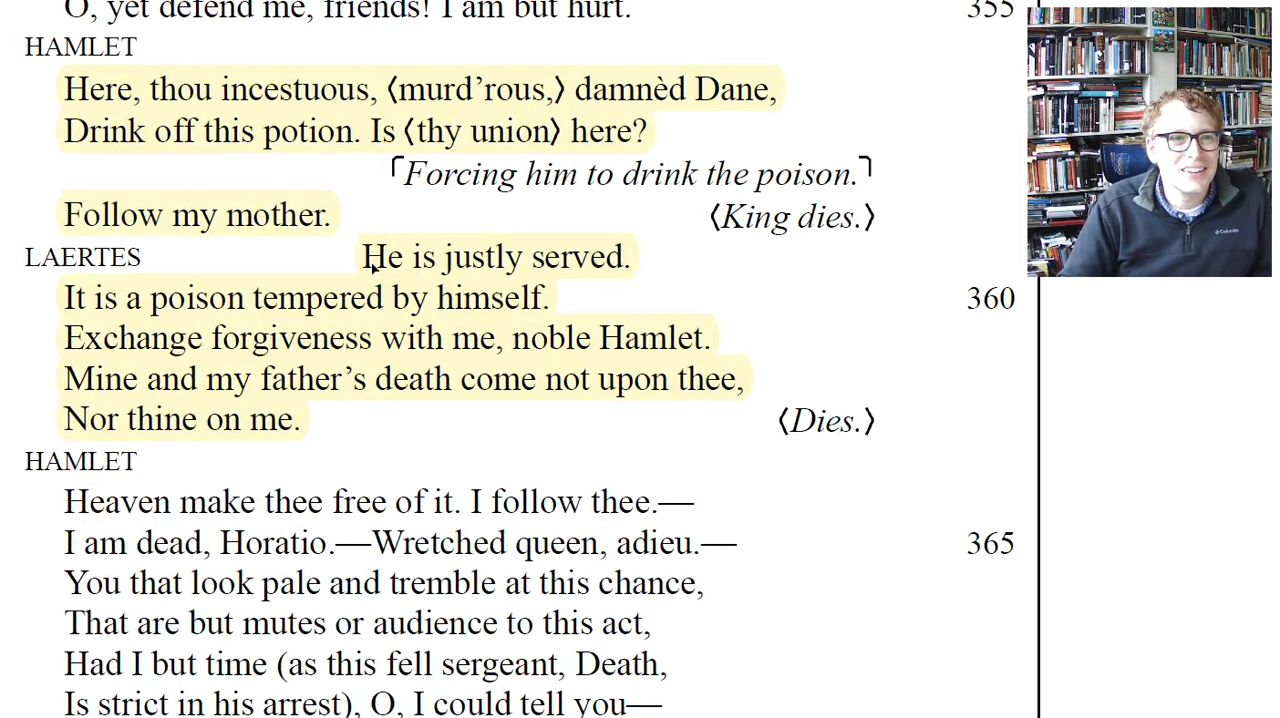 O, yet defend me, friends! I am but hurt. 355
HAMLET
Here, thou incestuous, ⟨murd’rous,⟩ damnèd Dane,
Drink off this potion. Is ⟨thy union⟩ here?
⌜Forcing him to drink the poison.⌝
Follow my mother. ⟨King dies.⟩
LAERTES He is justly served.
It is a poison tempered by himself. 360
Exchange forgiveness with me, noble Hamlet.
Mine and my father’s death come not upon thee,
Nor thine on me. ⟨Dies.⟩
HAMLET
Heaven make thee free of it. I follow thee.—
I am dead, Horatio.—Wretched queen, adieu.— 365
You that look pale and tremble at this chance,
That are but mutes or audience to this act,
Had I but time (as this fell sergeant, Death,
Is strict in his arrest), O, I could tell you—
Columbia